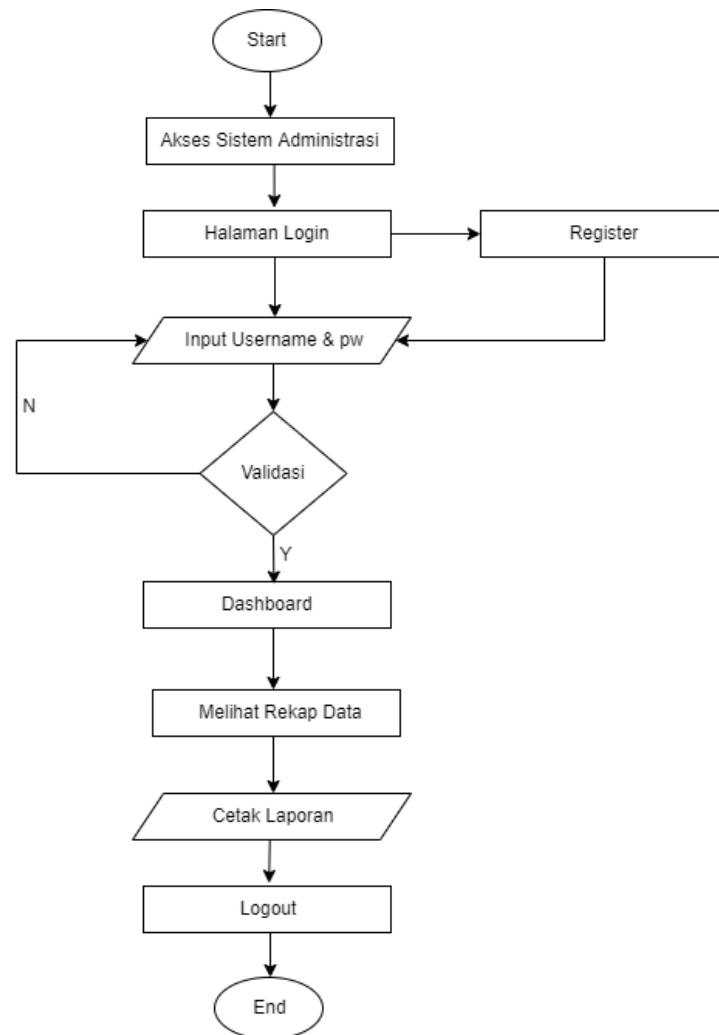 Start
Akses Sistem Administrasi
Halaman Login
Register
Input Username & pw
N
Validasi
Y
Dashboard
Melihat Rekap Data
Cetak Laporan
Logout
End